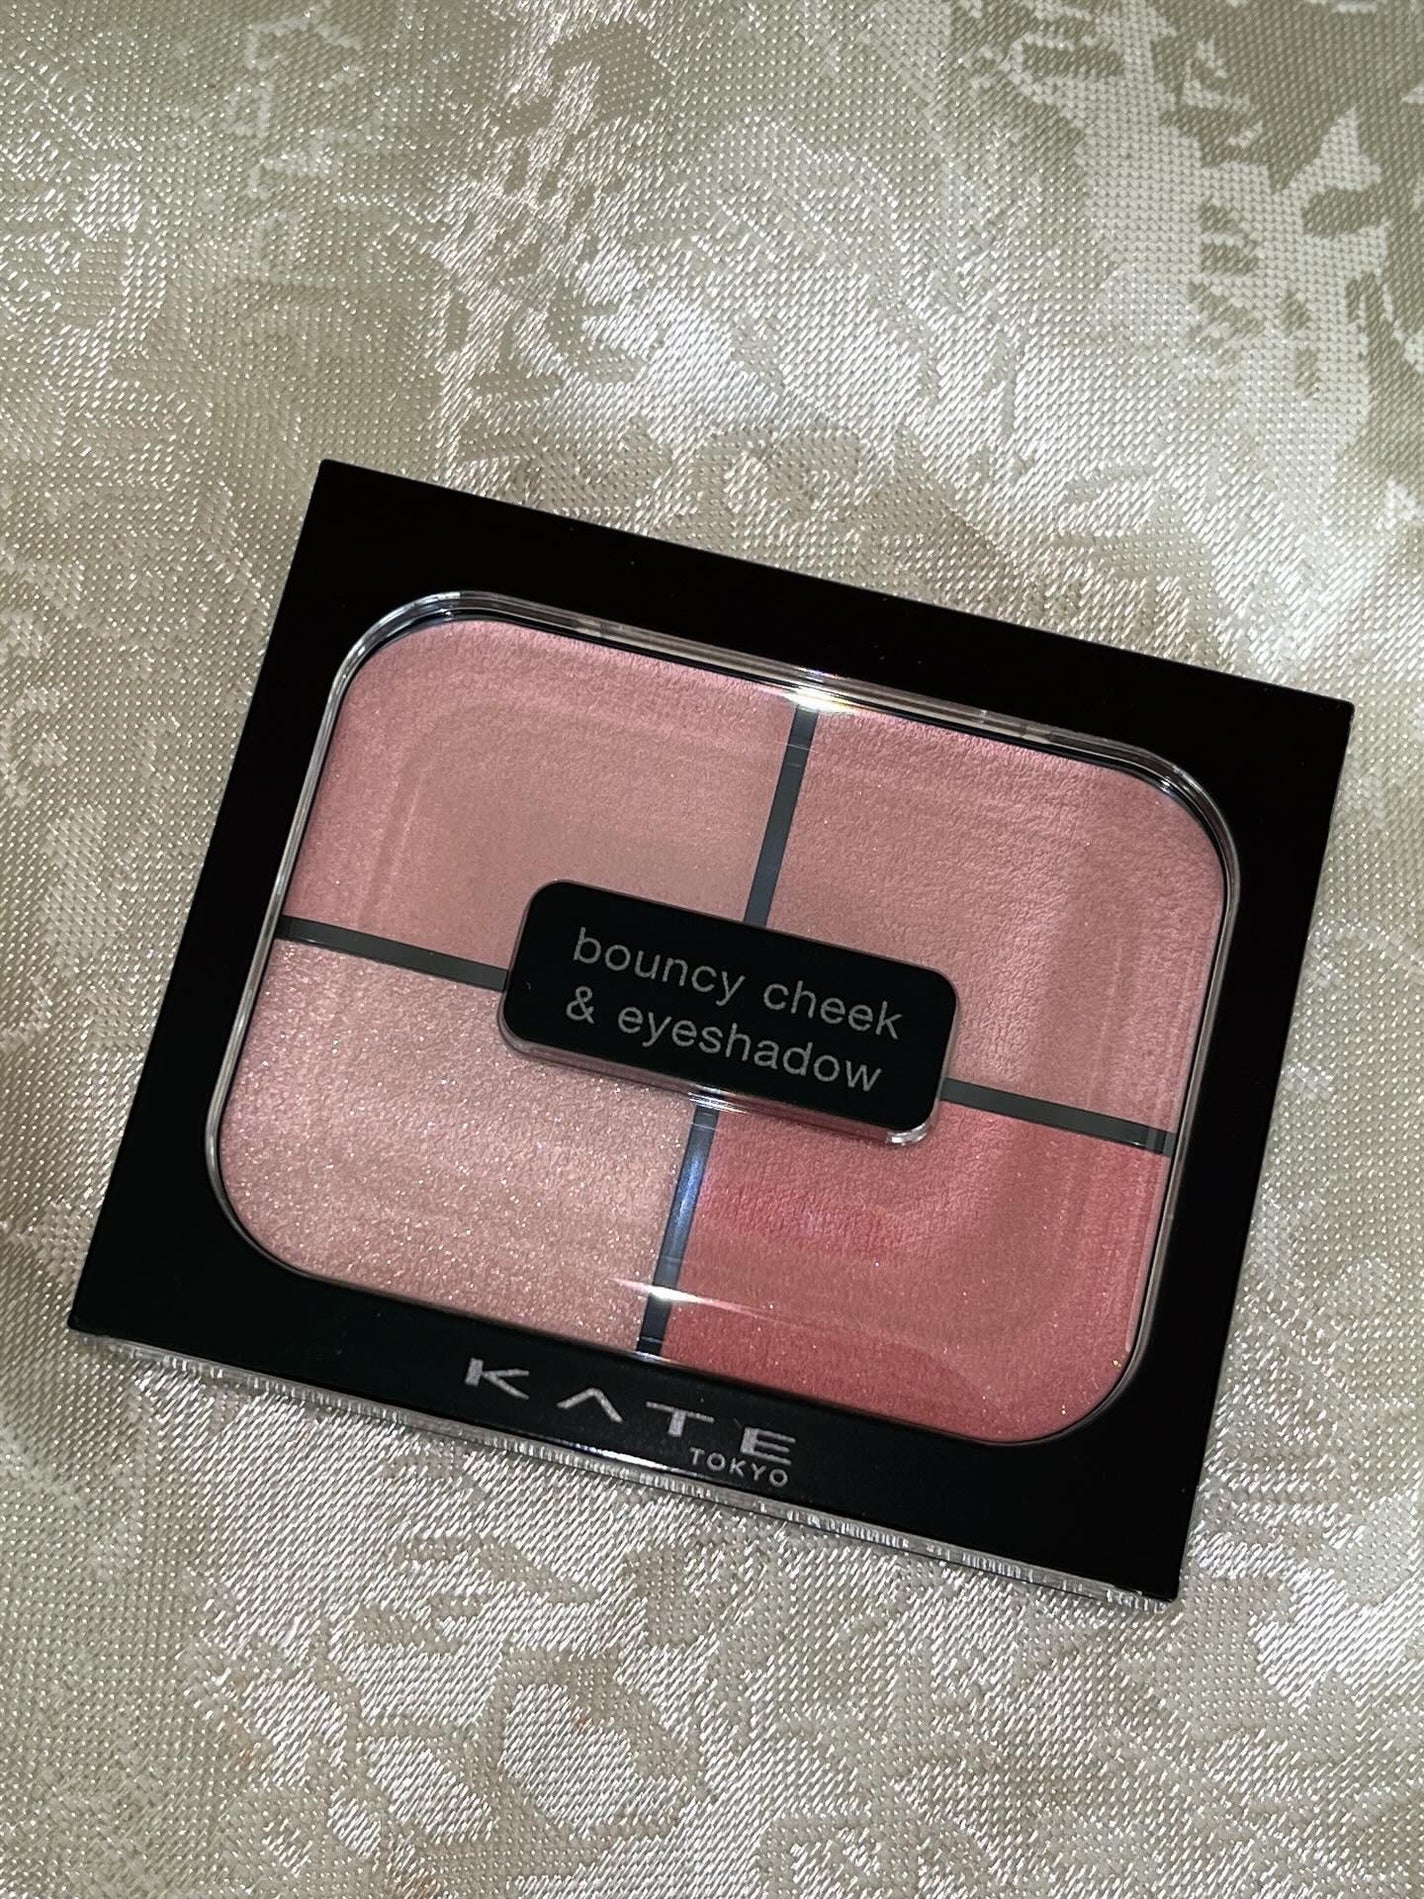 bouncy cheek
& eyeshadow
KATE
TOKYO